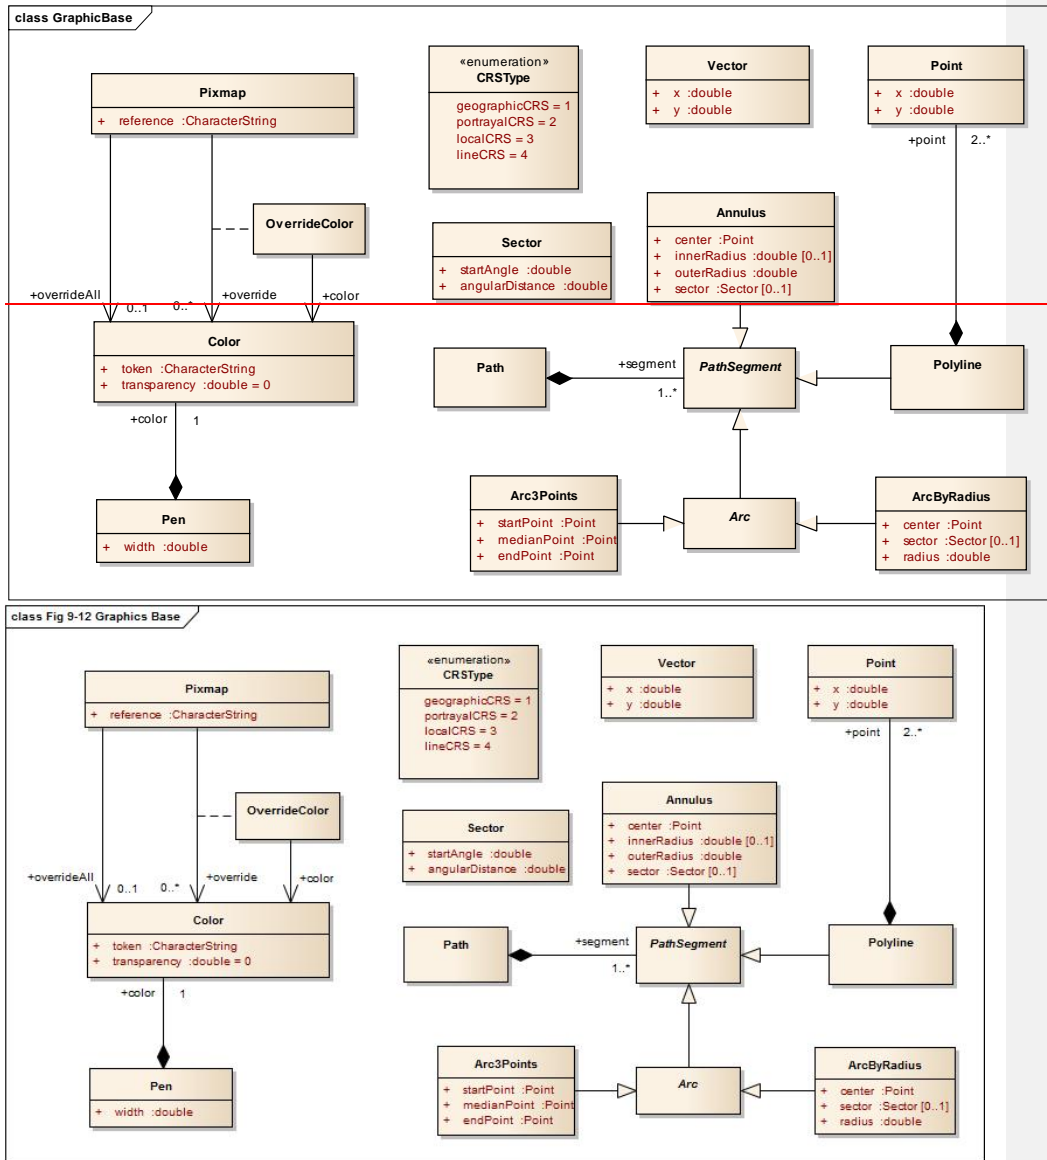 class GraphicBase
Pixmap
+ reference :CharacterString
«enumeration»
CRSType
geographicCRS = 1
portrayalCRS = 2
localCRS = 3
lineCRS = 4
Vector
+ x :double
+ y :double
Point
+ x :double
+ y :double
+point 2..*
OverrideColor
Sector
+ startAngle :double
+ angularDistance :double
Annulus
+ center :Point
+ innerRadius :double [0..1]
+ outerRadius :double
+ sector :Sector [0..1]
+overrideAll 0..1 0..* +override +color
Color
+ token :CharacterString
+ transparency :double = 0
+color 1
Path
+segment
1..*
PathSegment
Polyline
Pen
+ width :double
Arc3Points
+ startPoint :Point
+ medianPoint :Point
+ endPoint :Point
Arc
ArcByRadius
+ center :Point
+ sector :Sector [0..1]
+ radius :double
class Fig 9-12 Graphics Base
Pixmap
+ reference :CharacterString
«enumeration»
CRSType
geographicCRS = 1
portrayalCRS = 2
localCRS = 3
lineCRS = 4
Vector
+ x :double
+ y :double
Point
+ x :double
+ y :double
+point 2..*
OverrideColor
Sector
+ startAngle :double
+ angularDistance :double
Annulus
+ center :Point
+ innerRadius :double [0..1]
+ outerRadius :double
+ sector :Sector [0..1]
+overrideAll 0..1 0..* +override +color
Color
+ token :CharacterString
+ transparency :double = 0
+color 1
Path
+segment
1..*
PathSegment
Polyline
Pen
+ width :double
Arc3Points
+ startPoint :Point
+ medianPoint :Point
+ endPoint :Point
Arc
ArcByRadius
+ center :Point
+ sector :Sector [0..1]
+ radius :double